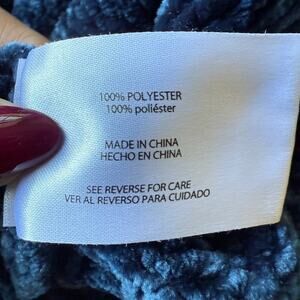 100% POLYESTER
100% poliéster
MADE IN CHINA
HECHO EN CHINA
SEE REVERSE FOR CARE
VER AL REVERSO PARA CUIDADO